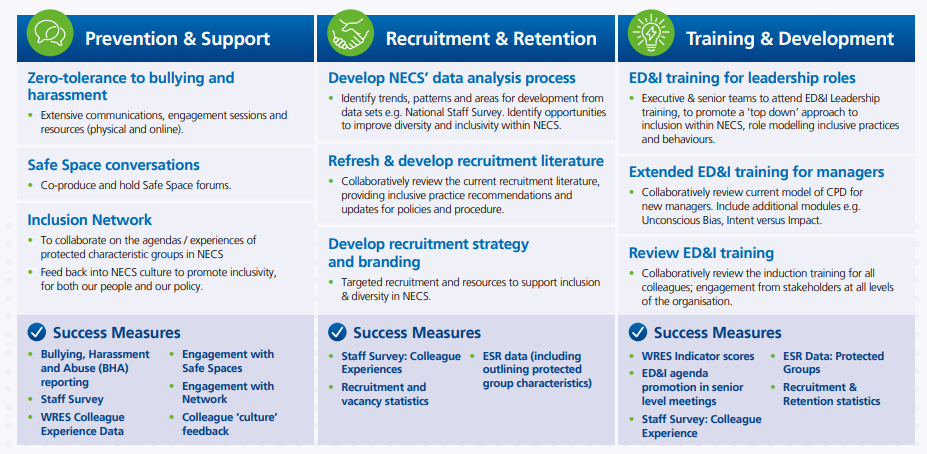 Prevention & Support
Zero-tolerance to bullying and
harassment
• Extensive communications, engagement sessions and
resources (physical and online).
Safe Space conversations
• Co-produce and hold Safe Space forums.
Inclusion Network
• To collaborate on the agendas / experiences of
protected characteristic groups in NECS
• Feed back into NECS culture to promote inclusivity,
for both our people and our policy.
Success Measures
• Bullying, Harassment
and Abuse (BHA)
reporting
• Staff Survey
• WRES Colleague
Experience Data
• Engagement with
Safe Spaces
• Engagement with
Network
• Colleague ‘culture’
feedback
Recruitment & Retention
Develop NECS’ data analysis process
• Identify trends, patterns and areas for development from
data sets e.g. National Staff Survey. Identify opportunities
to improve diversity and inclusivity within NECS.
Refresh & develop recruitment literature
• Collaboratively review the current recruitment literature,
providing inclusive practice recommendations and
updates for policies and procedure.
Develop recruitment strategy
and branding
• Targeted recruitment and resources to support inclusion
& diversity in NECS.
Success Measures
• Staff Survey: Colleague
Experiences
• Recruitment and
vacancy statistics
• ESR data (including
outlining protected
group characteristics)
Training & Development
ED&I training for leadership roles
• Executive & senior teams to attend ED&I Leadership
training, to promote a ‘top down’ approach to
inclusion within NECS, role modelling inclusive practices
and behaviours.
Extended ED&I training for managers
• Collaboratively review current model of CPD for
new managers. Include additional modules e.g.
Unconscious Bias, Intent versus Impact.
Review ED&I training
• Collaboratively review the induction training for all
colleagues; engagement from stakeholders at all levels
of the organisation.
Success Measures
• WRES Indicator scores
• ED&I agenda
promotion in senior
level meetings
• Staff Survey: Colleague
Experience
• ESR Data: Protected
Groups
• Recruitment &
Retention statistics